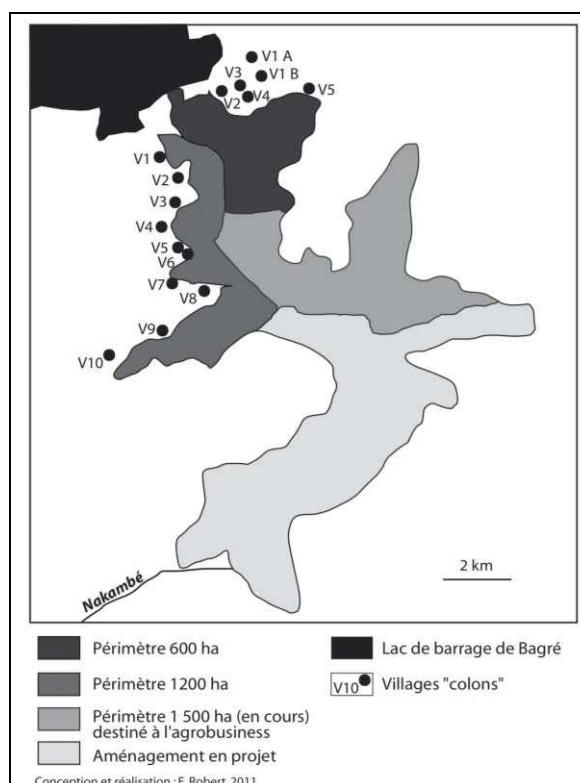 V1 A
V1 B
V3
V2
V4
V5
V1
V2
V3
V4
V5
V6
V7
V8
V9
V10
2 km
Nakambé
Périmètre 600 ha
Périmètre 1200 ha
Périmètre 1 500 ha (en cours)
destiné à l'agrobusiness
Aménagement en projet
Lac de barrage de Bagré
V10 Villages "colons"
Conception et réalisation : E. Robert, 2011